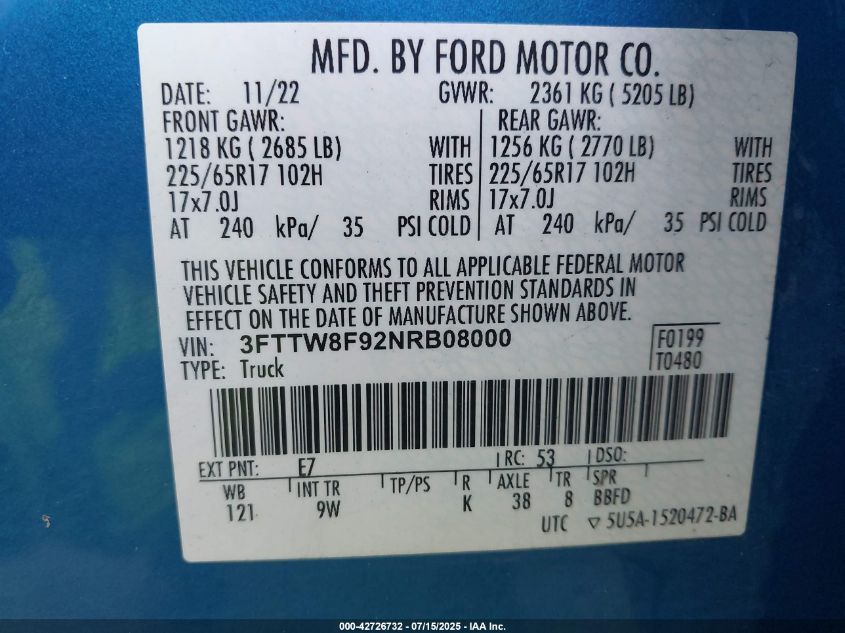 MFD. BY FORD MOTOR CO.
DATE: 11/22 GVWR: 2361 KG ( 5205 LB)
FRONT GAWR: REAR GAWR:
1218 KG ( 2685 LB) WITH 1256 KG ( 2770 LB) WITH
225/65R17 102H TIRES 225/65R17 102H TIRES
17x7.0J RIMS 17x7.0J RIMS
AT 240 kPa/ 35 PSI COLD AT 240 kPa/ 35 PSI COLD
THIS VEHICLE CONFORMS TO ALL APPLICABLE FEDERAL MOTOR
VEHICLE SAFETY AND THEFT PREVENTION STANDARDS IN
EFFECT ON THE DATE OF MANUFACTURE SHOWN ABOVE.
VIN: 3FTTW8F92NRB08000 F0199
TYPE: Truck T0480
EXT PNT: E7 RC: 53 DSO:
WB INT TR TP/PS R AXLE TR SPR
121 9W K 38 8 BBFD
UTC ▽ 5U5A-1520472-BA
000-42726732 - 07/15/2025 - IAA Inc.